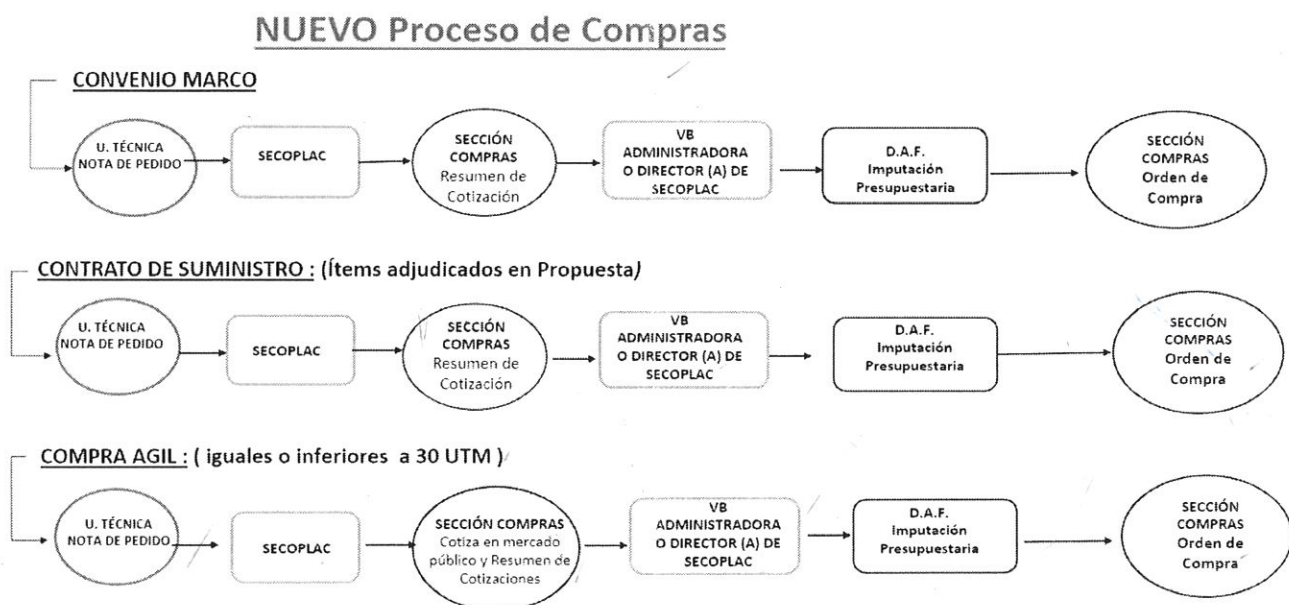 NUEVO Proceso de Compras
CONVENIO MARCO
U. TÉCNICA
NOTA DE PEDIDO
SECOPLAC
SECCIÓN
COMPRAS
Resumen de
Cotización
VB
ADMINISTRADORA
O DIRECTOR (A) DE
SECOPLAC
D.A.F.
Imputación
Presupuestaria
SECCIÓN
COMPRAS
Orden de
Compra
CONTRATO DE SUMINISTRO : (Ítems adjudicados en Propuesta)
U. TÉCNICA
NOTA DE PEDIDO
SECOPLAC
SECCIÓN
COMPRAS
Resumen de
Cotización
VB
ADMINISTRADORA
O DIRECTOR (A) DE
SECOPLAC
D.A.F.
Imputación
Presupuestaria
SECCIÓN
COMPRAS
Orden de
Compra
COMPRA AGIL : ( iguales o inferiores a 30 UTM )
U. TÉCNICA
NOTA DE PEDIDO
SECOPLAC
SECCIÓN COMPRAS
Cotiza en mercado
público y Resumen de
Cotizaciones
VB
ADMINISTRADORA
O DIRECTOR (A) DE
SECOPLAC
D.A.F.
Imputación
Presupuestaria
SECCIÓN
COMPRAS
Orden de
Compra